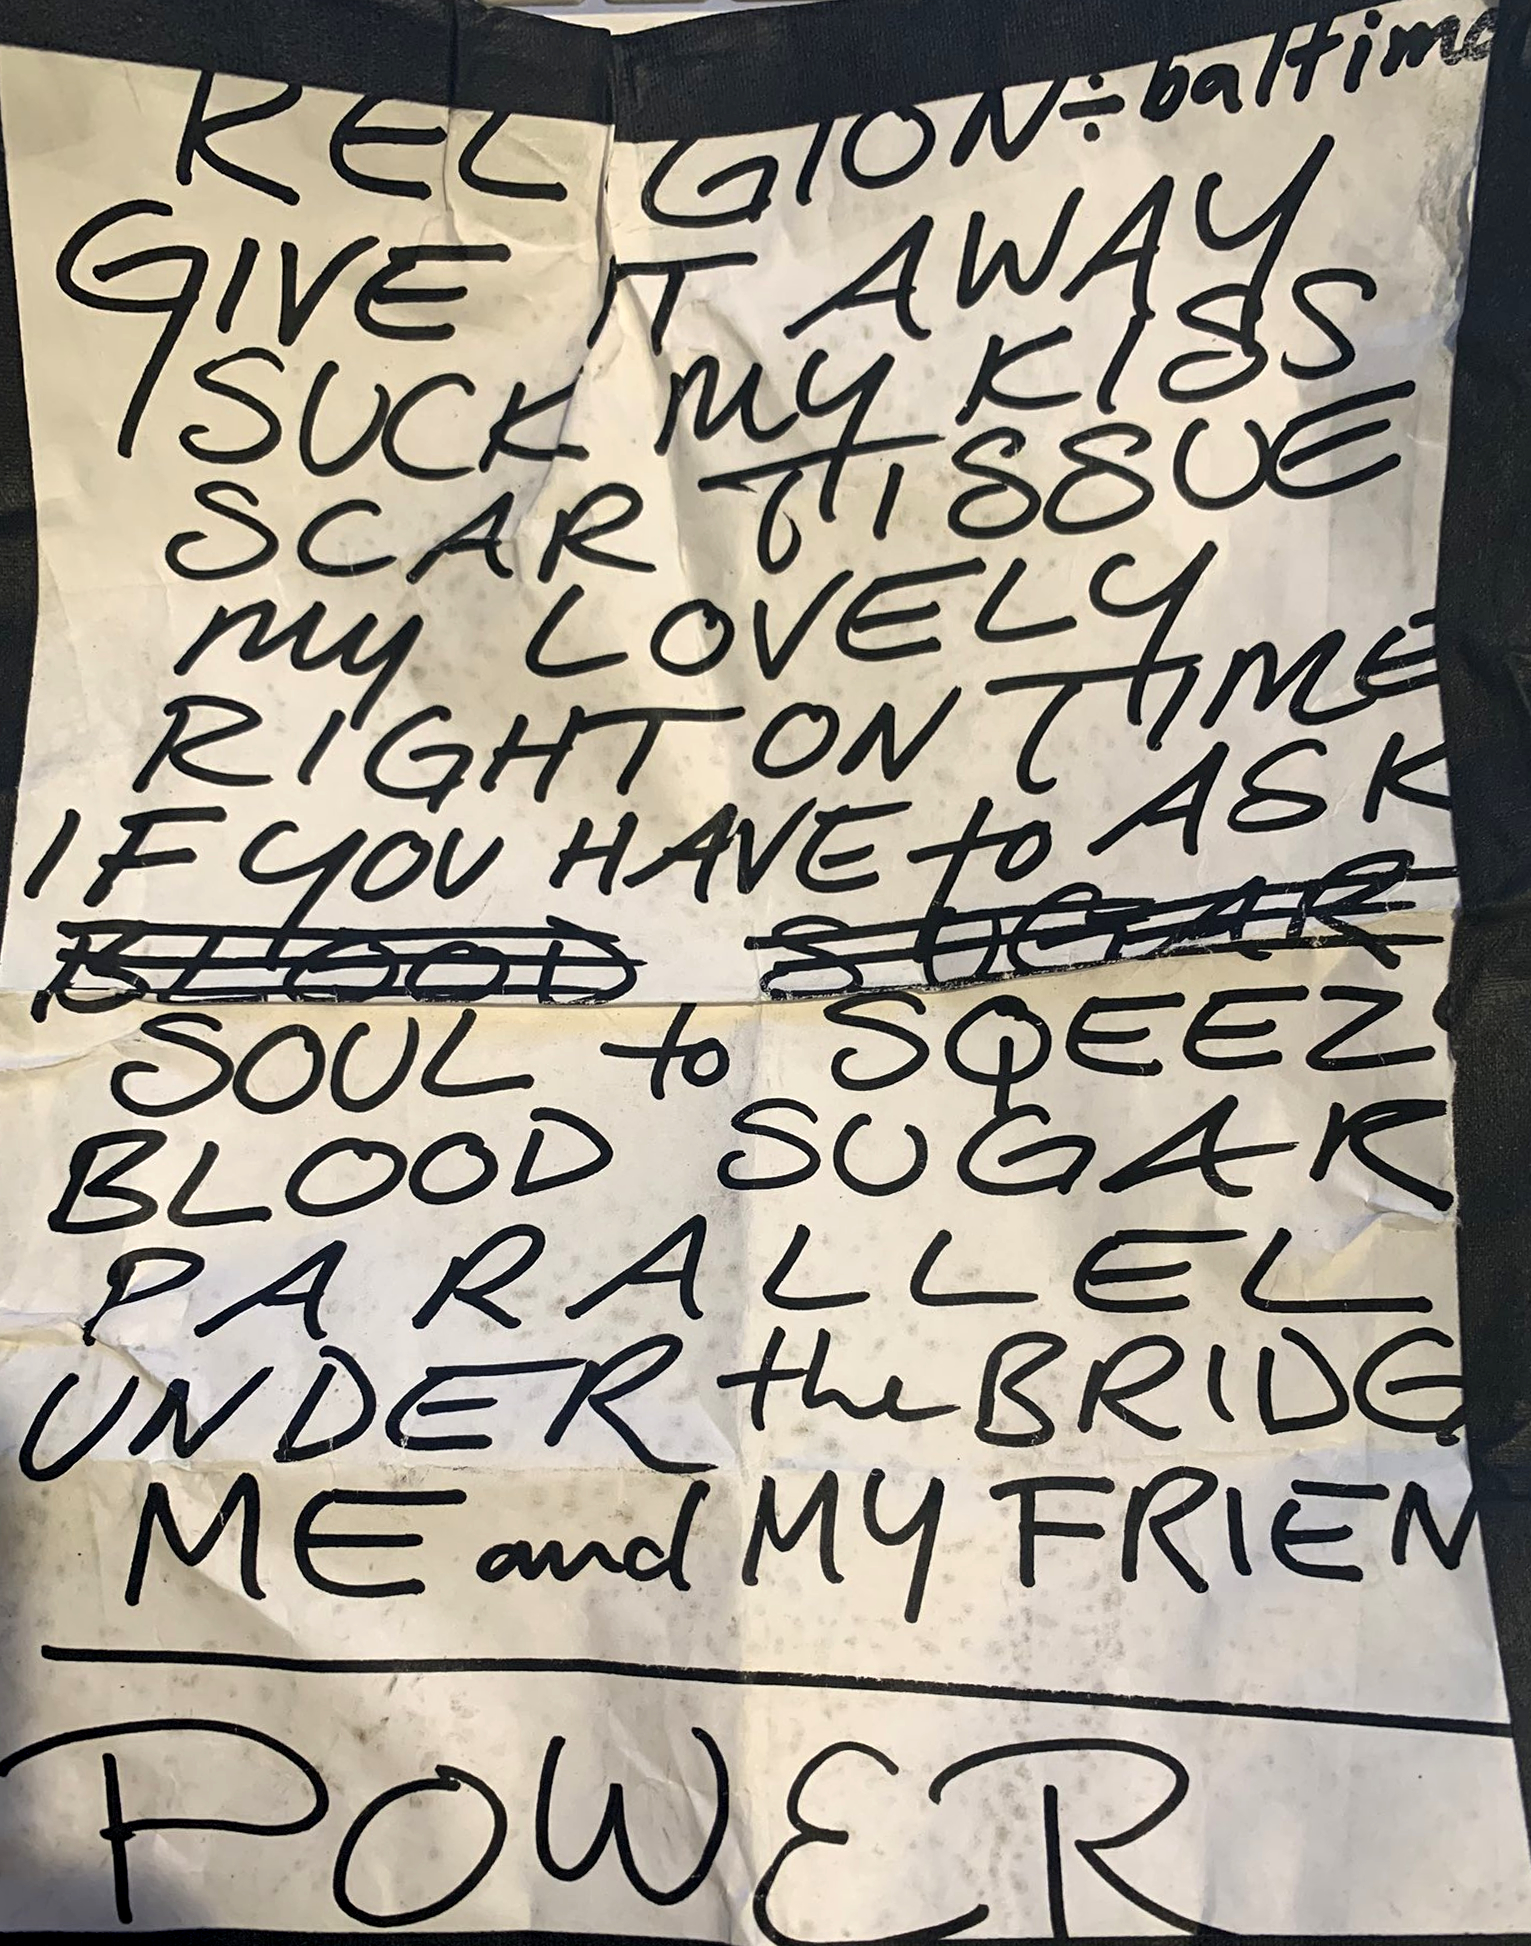 RELIGION÷baltimo
GIVE IT AWAY
SUCK MY KISS
SCAR TISSUE
MY LOVELY
RIGHT ON TIME
IF YOU HAVE to ASK
BLOOD SUGAR
SOUL to SQEEZ
BLOOD SUGAR
PARALLEL
UNDER the BRIDG
ME and MY FRIEN
POWER